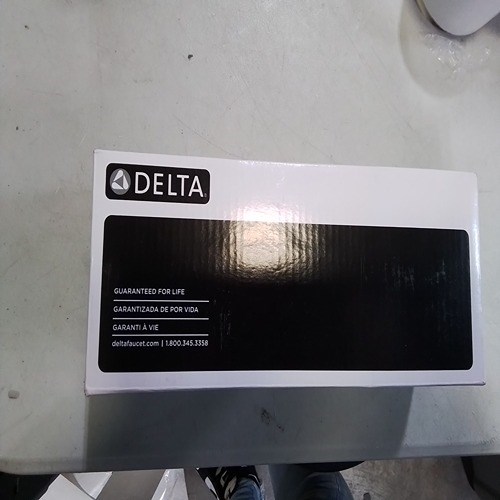 DELTA
GUARANTEED FOR LIFE
GARANTIZADA DE POR VIDA
GARANTI À VIE
deltafaucet.com | 1.800.345.3358